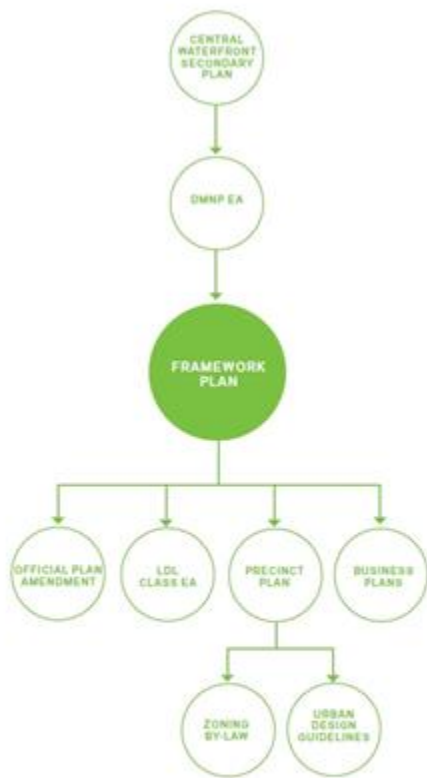 CENTRAL
WATERFRONT
SECONDARY
PLAN
DMNP EA
FRAMEWORK
PLAN
OFFICIAL PLAN
AMENDMENT
LDL
CLASS EA
PRECINCT
PLAN
BUSINESS
PLANS
ZONING
BY-LAW
URBAN
DESIGN
GUIDELINES